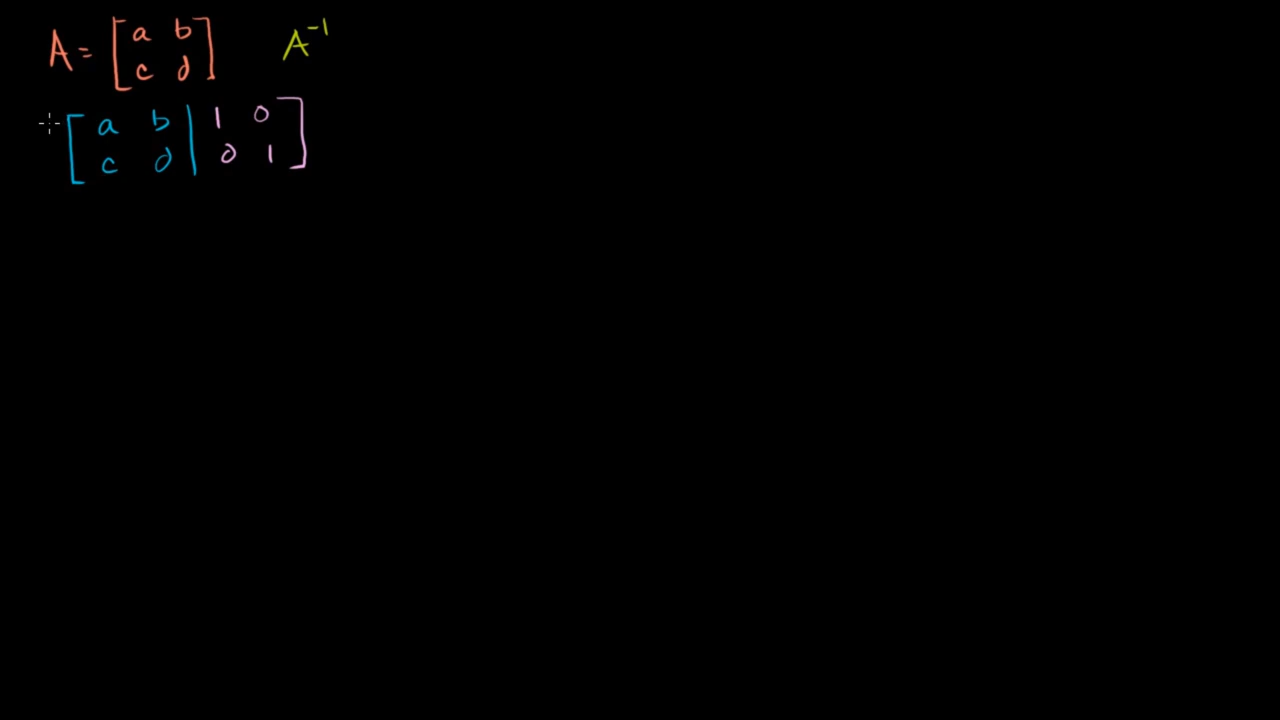 A = [a b; c d] A⁻¹
[a b | 1 0; c d | 0 1]